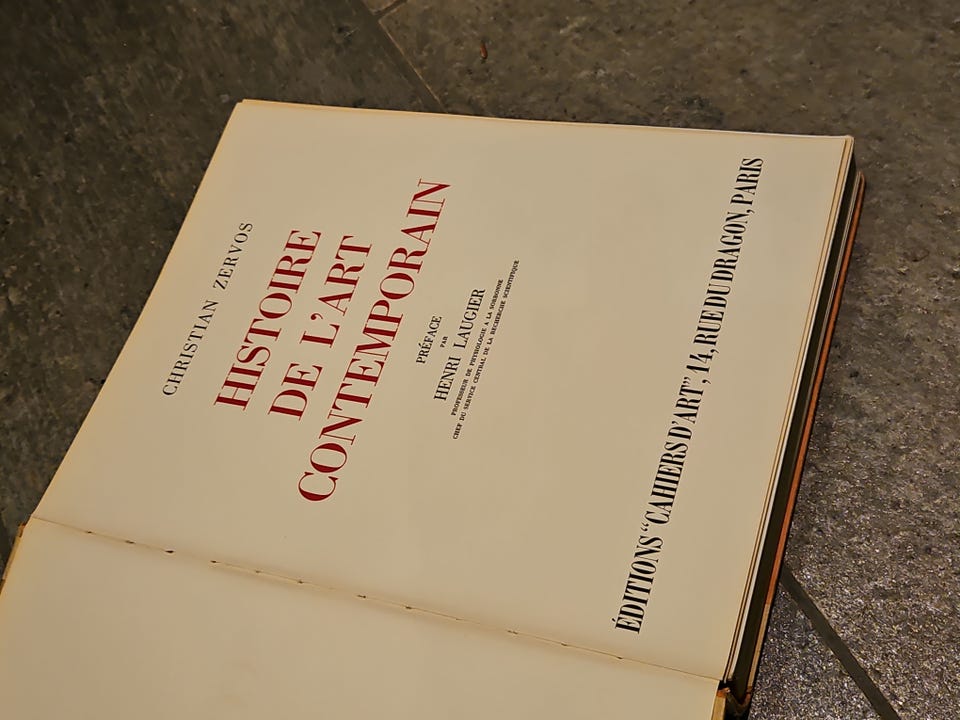 CHRISTIAN ZERVOS
HISTOIRE
DE L'ART
CONTEMPORAIN
PRÉFACE
PAR
HENRI LAUGIER
PROFESSEUR DE PHYSIOLOGIE A LA SORBONNE
CHEF DU SERVICE CENTRAL DE LA RECHERCHE SCIENTIFIQUE
ÉDITIONS "CAHIERS D'ART", 14, RUE DU DRAGON, PARIS